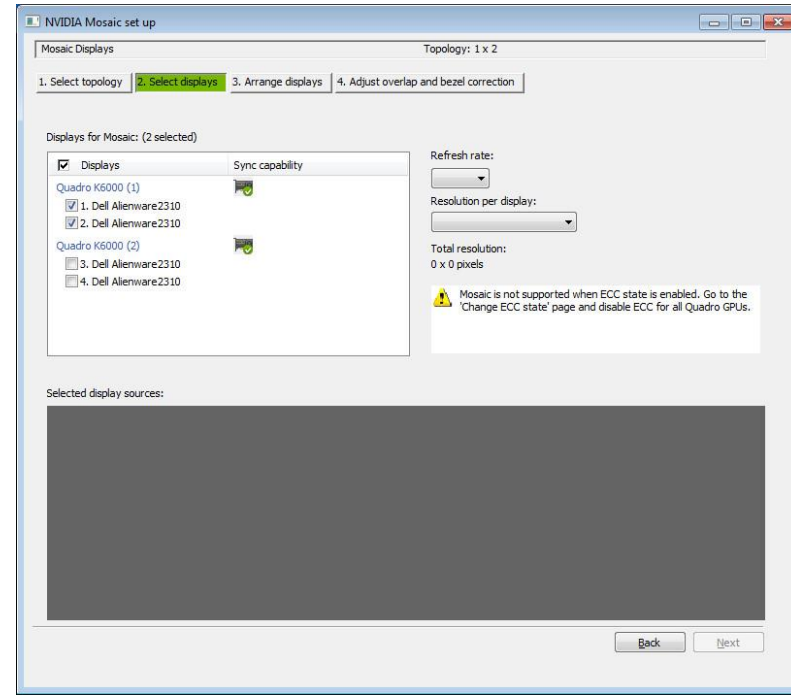 NVIDIA Mosaic set up
Mosaic Displays
Topology: 1 x 2
1. Select topology
2. Select displays
3. Arrange displays
4. Adjust overlap and bezel correction
Displays for Mosaic: (2 selected)
Displays
Sync capability
Quadro K6000 (1)
1. Dell Alienware2310
2. Dell Alienware2310
Quadro K6000 (2)
3. Dell Alienware2310
4. Dell Alienware2310
Refresh rate:
Resolution per display:
Total resolution:
0 x 0 pixels
Mosaic is not supported when ECC state is enabled. Go to the
'Change ECC state' page and disable ECC for all Quadro GPUs.
Selected display sources:
Back
Next